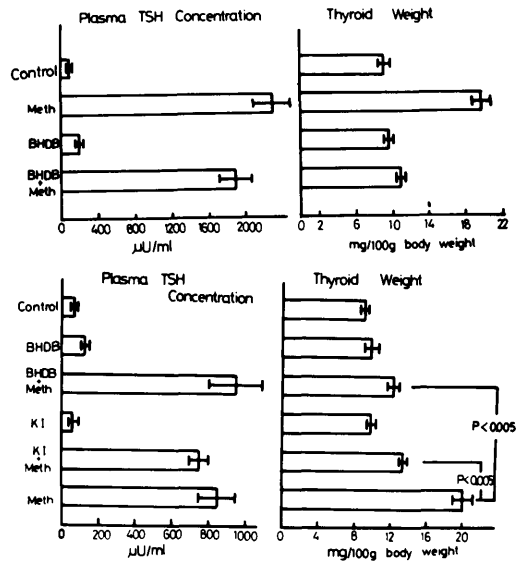 Plasma TSH Concentration
Thyroid Weight
Control
Meth
BHDB
BHDB
+
Meth
0 400 800 1200 1600 2000
µU/ml
0 2 6 10 14 18 22
mg/100g body weight
Plasma TSH
Concentration
Thyroid Weight
Control
BHDB
BHDB
+
Meth
KI
KI
+
Meth
Meth
P<0.005
P<0.005
0 200 400 600 800 1000
µU/ml
0 4 8 12 16 20
mg/100g body weight